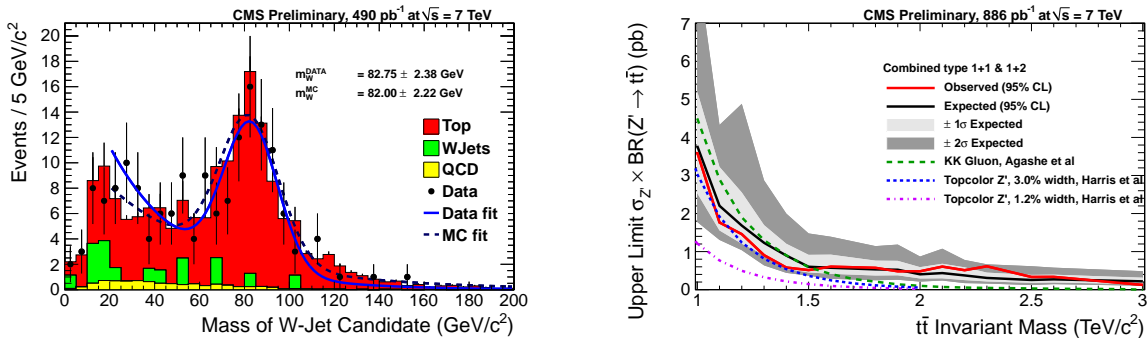 CMS Preliminary, 490 pb⁻¹ at √s = 7 TeV
Events / 5 GeV/c²
20
18
16
14
12
10
8
6
4
2
0
m_W^DATA = 82.75 ± 2.38 GeV
m_W^MC = 82.00 ± 2.22 GeV
Top
WJets
QCD
Data
Data fit
MC fit
0 20 40 60 80 100 120 140 160 180 200
Mass of W-Jet Candidate (GeV/c²)
CMS Preliminary, 886 pb⁻¹ at √s = 7 TeV
Upper Limit σ_Z' × BR(Z' → tt̄) (pb)
7
6
5
4
3
2
1
0
Combined type 1+1 & 1+2
Observed (95% CL)
Expected (95% CL)
± 1σ Expected
± 2σ Expected
KK Gluon, Agashe et al
Topcolor Z', 3.0% width, Harris et al
Topcolor Z', 1.2% width, Harris et al
1 1.5 2 2.5 3
tt̄ Invariant Mass (TeV/c²)